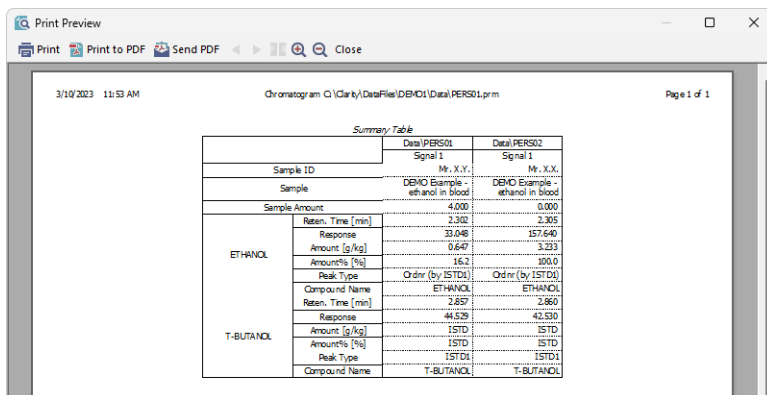 Print Preview
Print Print to PDF Send PDF Close
3/10/2023 11:53 AM Chromatogram C:\Clarity\DataFiles\DEMO1\Data\PERS01.prm Page 1 of 1
Summary Table
Data\PERS01 Data\PERS02
Signal 1 Signal 1
Sample ID Mr. X.Y. Mr. X.X.
Sample DEMO Example - ethanol in blood DEMO Example - ethanol in blood
Sample Amount 4.000 0.000
ETHANOL
Reten. Time [min] 2.302 2.305
Response 33.048 157.640
Amount [g/kg] 0.647 3.233
Amount% [%] 16.2 100.0
Peak Type Ordnr (by ISTD1) Ordnr (by ISTD1)
Compound Name ETHANOL ETHANOL
T-BUTANOL
Reten. Time [min] 2.857 2.860
Response 44.529 42.530
Amount [g/kg] ISTD ISTD
Amount% [%] ISTD ISTD
Peak Type ISTD1 ISTD1
Compound Name T-BUTANOL T-BUTANOL